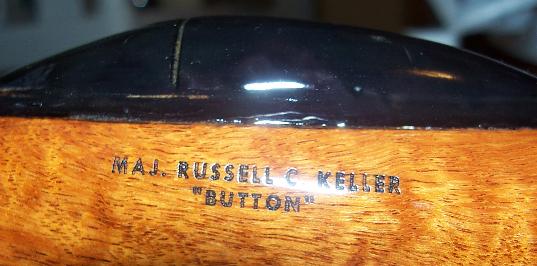 MAJ. RUSSELL C. KELLER
"BUTTON"